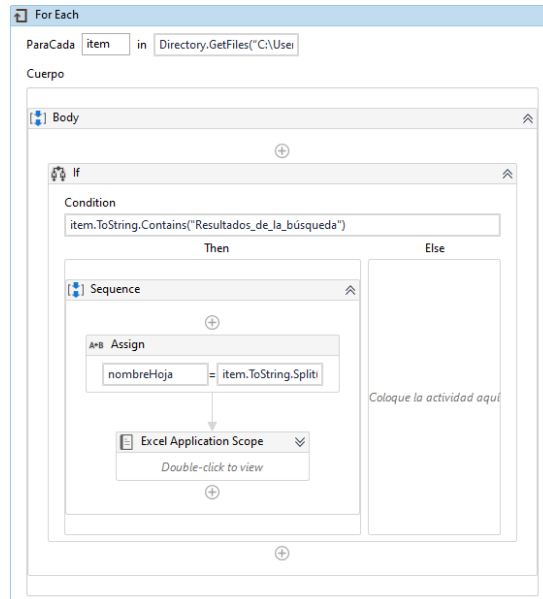 For Each
ParaCada item in Directory.GetFiles("C:\User
Cuerpo
Body
If
Condition
item.ToString.Contains("Resultados_de_la_búsqueda")
Then Else
Sequence
A+B Assign
nombreHoja = item.ToString.Split(
Coloque la actividad aquí
Excel Application Scope
Double-click to view